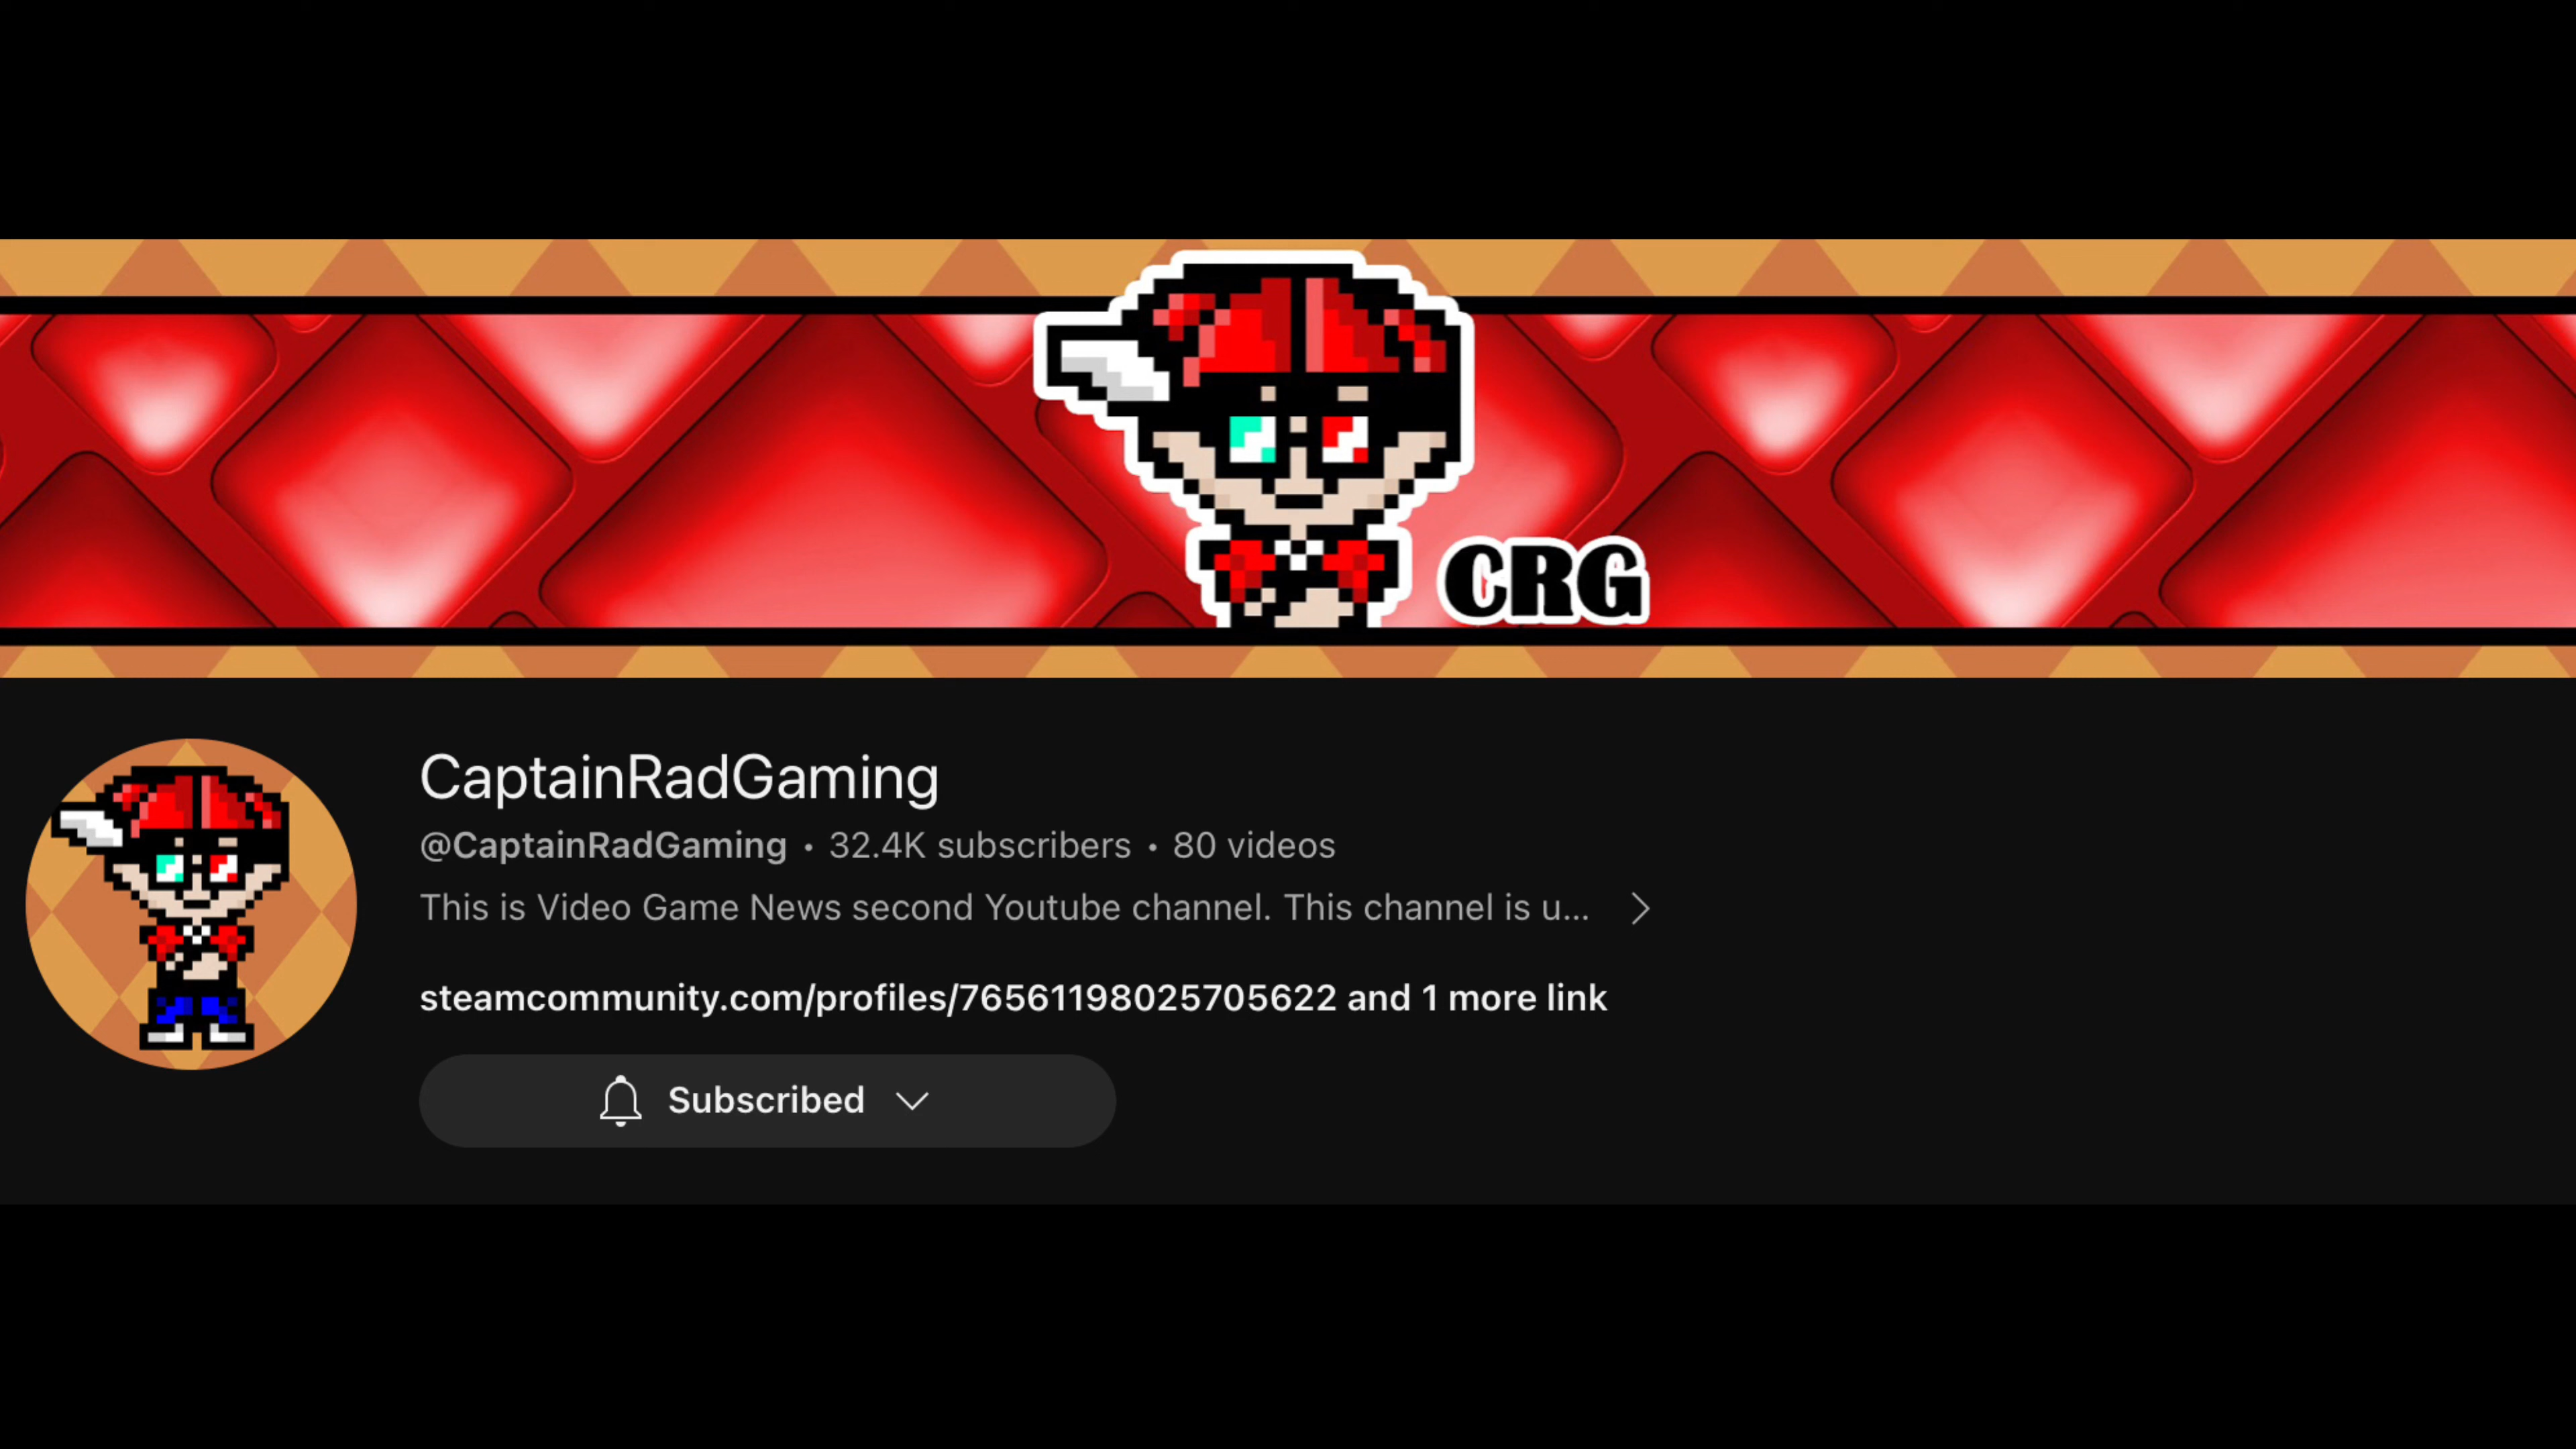 CRG
CaptainRadGaming
@CaptainRadGaming • 32.4K subscribers • 80 videos
This is Video Game News second Youtube channel. This channel is u...
steamcommunity.com/profiles/76561198025705622 and 1 more link
Subscribed